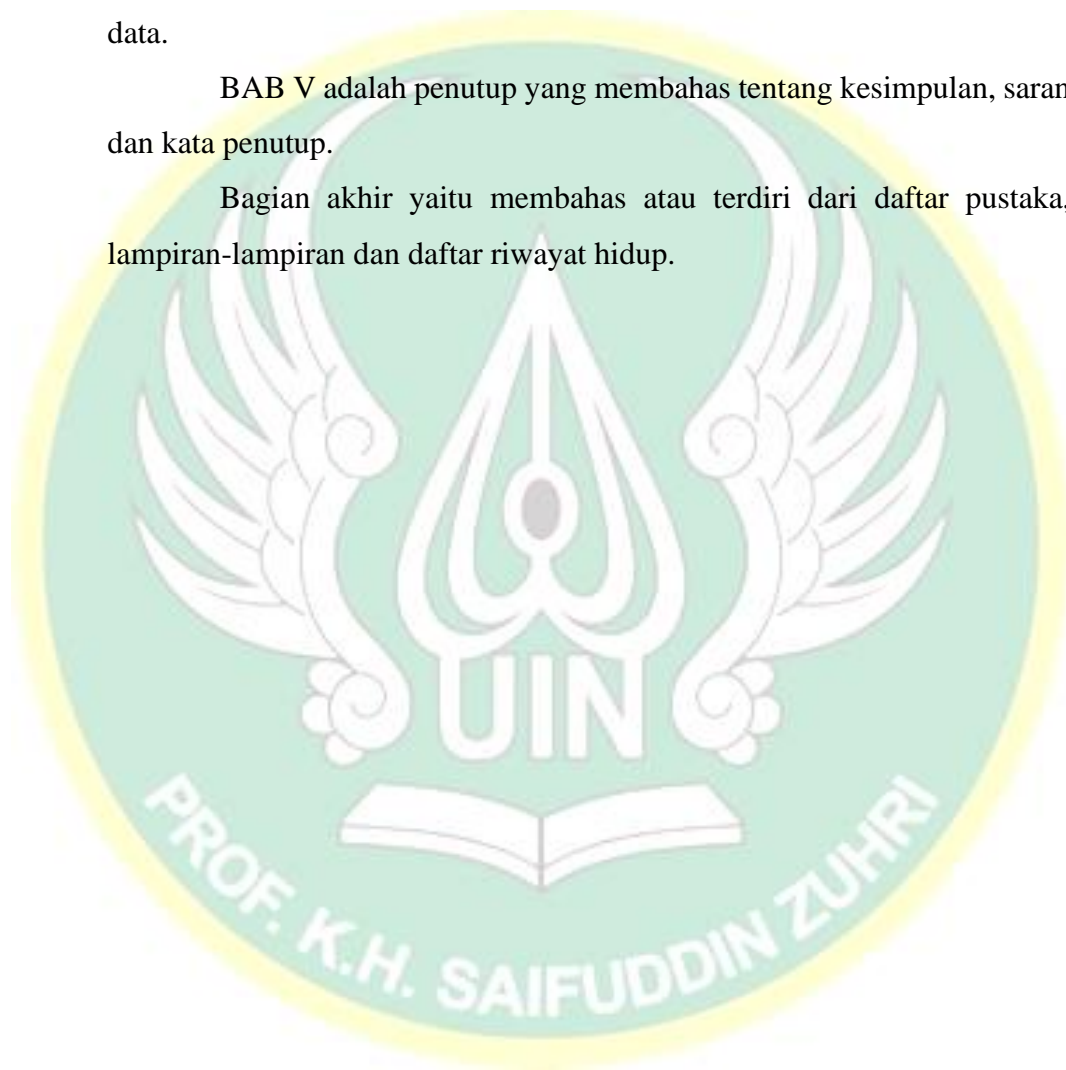 data.
BAB V adalah penutup yang membahas tentang kesimpulan, saran
dan kata penutup.
Bagian akhir yaitu membahas atau terdiri dari daftar pustaka,
lampiran-lampiran dan daftar riwayat hidup.
UIN
PROF. K.H. SAIFUDDIN ZUHRI